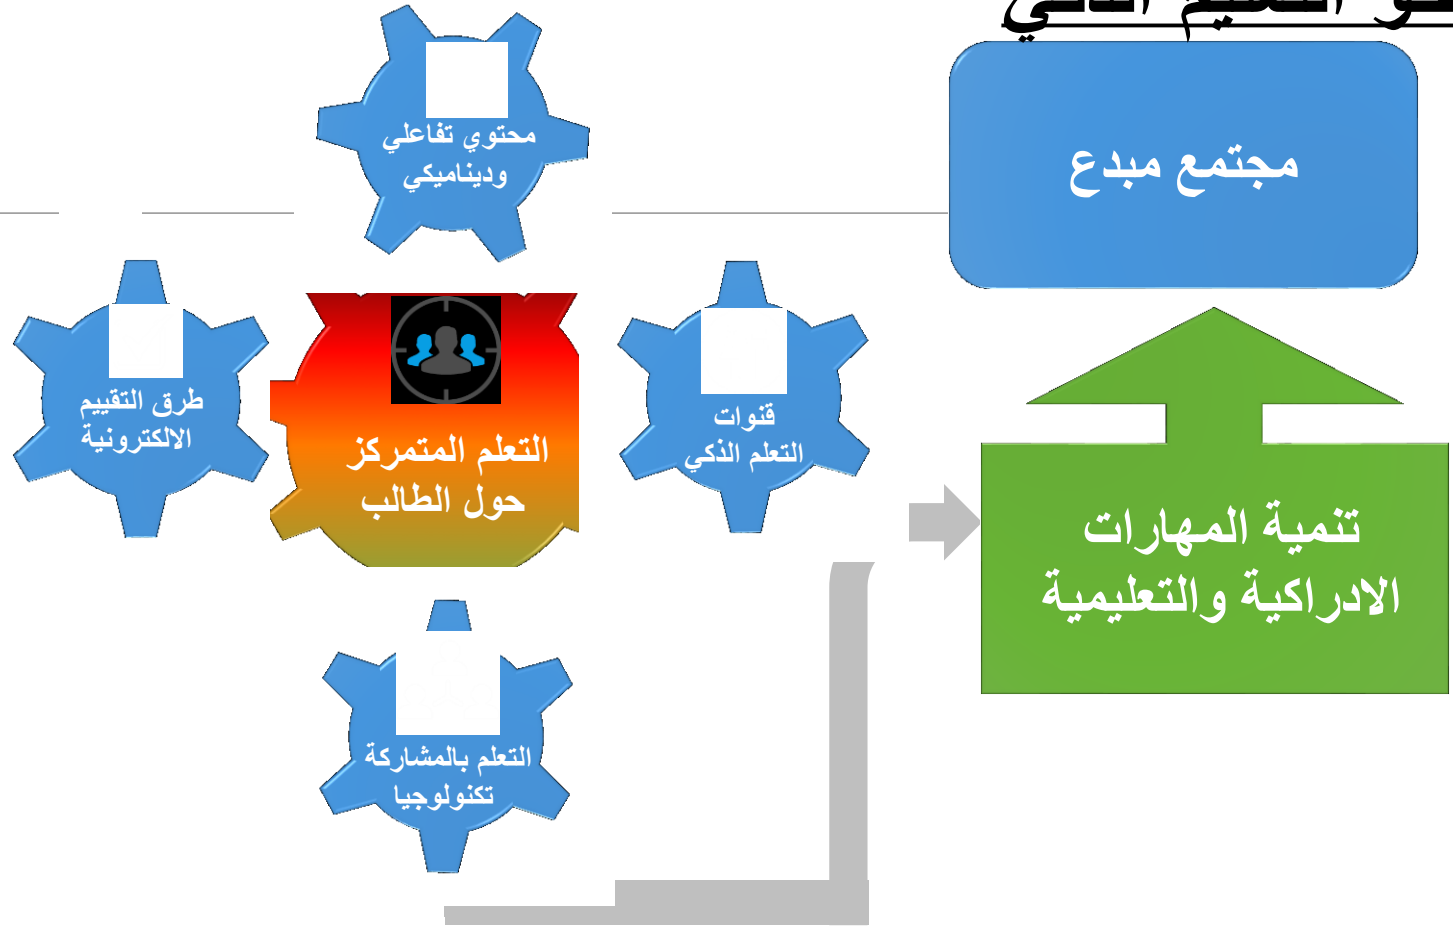 محتوي تفاعلي
وديناميكي
مجتمع مبدع
قنوات
التعلم الذكي
التعلم المتمركز
حول الطالب
طرق التقييم
الالكترونية
تنمية المهارات
الادراكية والتعليمية
التعلم بالمشاركة
تكنولوجيا